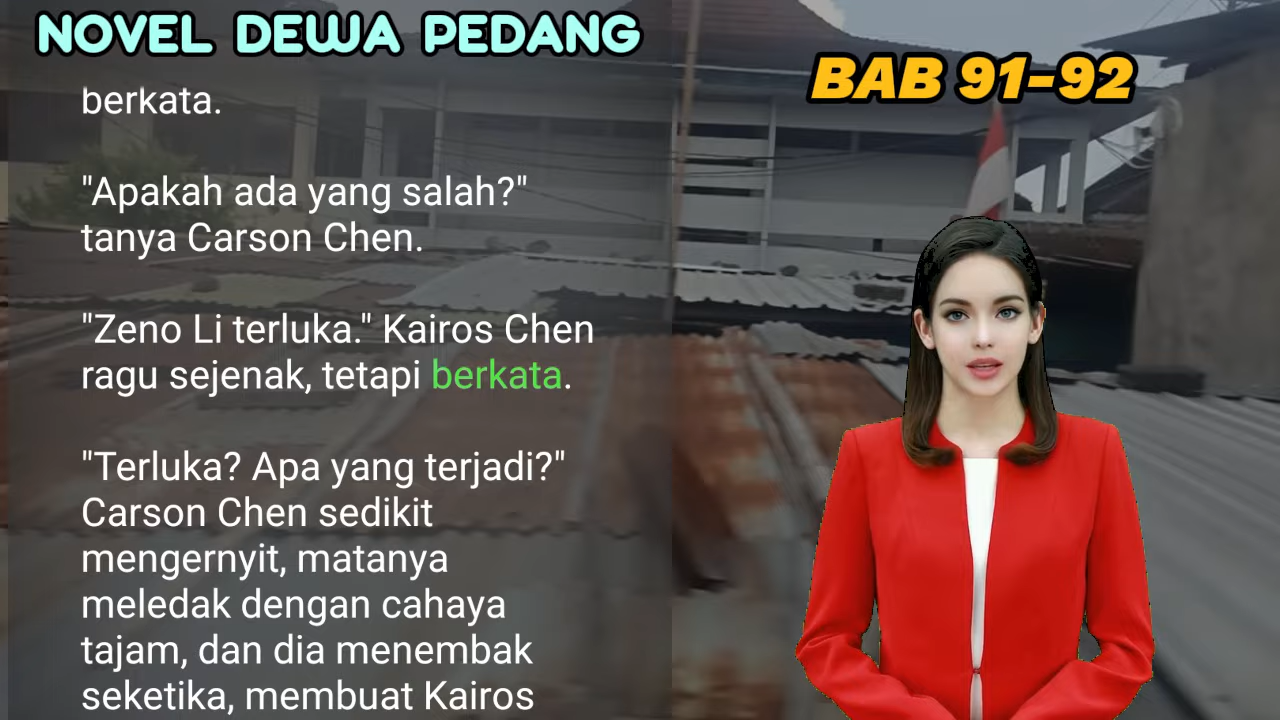 NOVEL DEWA PEDANG
BAB 91-92
berkata.
"Apakah ada yang salah?"
tanya Carson Chen.
"Zeno Li terluka." Kairos Chen
ragu sejenak, tetapi berkata.
"Terluka? Apa yang terjadi?"
Carson Chen sedikit
mengernyit, matanya
meledak dengan cahaya
tajam, dan dia menembak
seketika, membuat Kairos